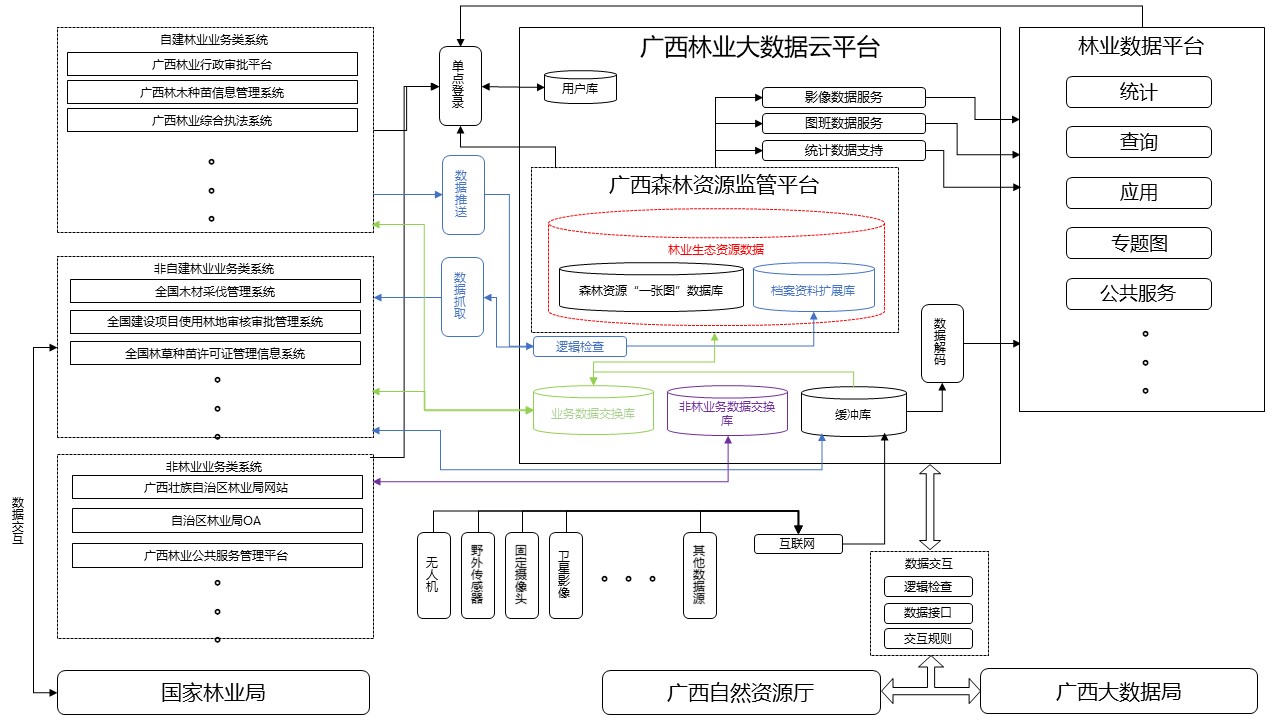 自建林业业务类系统
广西林业行政审批平台
广西林木种苗信息管理系统
广西林业综合执法系统
非自建林业业务类系统
全国木材采伐管理系统
全国建设项目使用林地审核审批管理系统
全国林草种苗许可证管理信息系统
非林业业务类系统
广西壮族自治区林业局网站
自治区林业局OA
广西林业公共服务管理平台
数据交互
国家林业局
单点登录
数据推送
数据抓取
广西林业大数据云平台
用户库
影像数据服务
图班数据服务
统计数据支持
广西森林资源监管平台
林业生态资源数据
森林资源“一张图”数据库
档案资料扩展库
逻辑检查
业务数据交换库
非林业务数据交换
库
缓冲库
数据解码
林业数据平台
统计
查询
应用
专题图
公共服务
无人机
野外传感器
固定摄像头
卫星影像
其他数据源
互联网
数据交互
逻辑检查
数据接口
交互规则
广西自然资源厅
广西大数据局